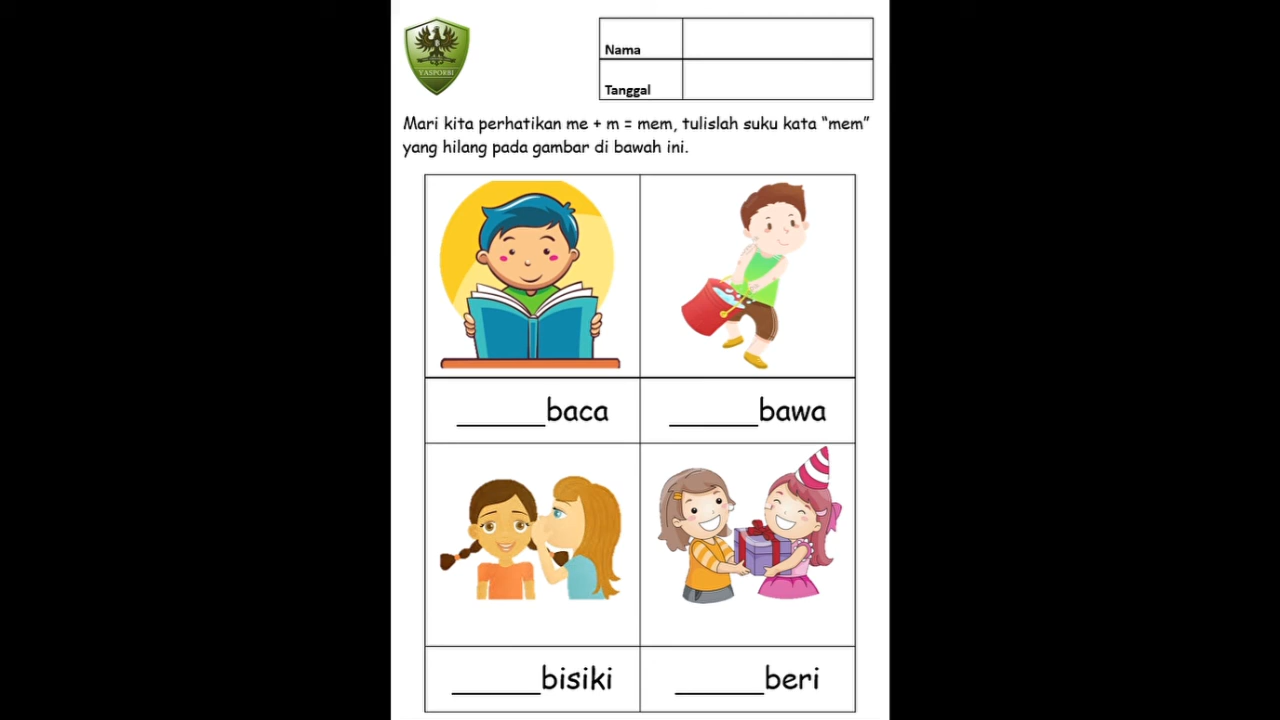 YASPORBI
Nama
Tanggal
Mari kita perhatikan me + m = mem, tulislah suku kata “mem”
yang hilang pada gambar di bawah ini.
______baca
______bawa
______bisiki
______beri